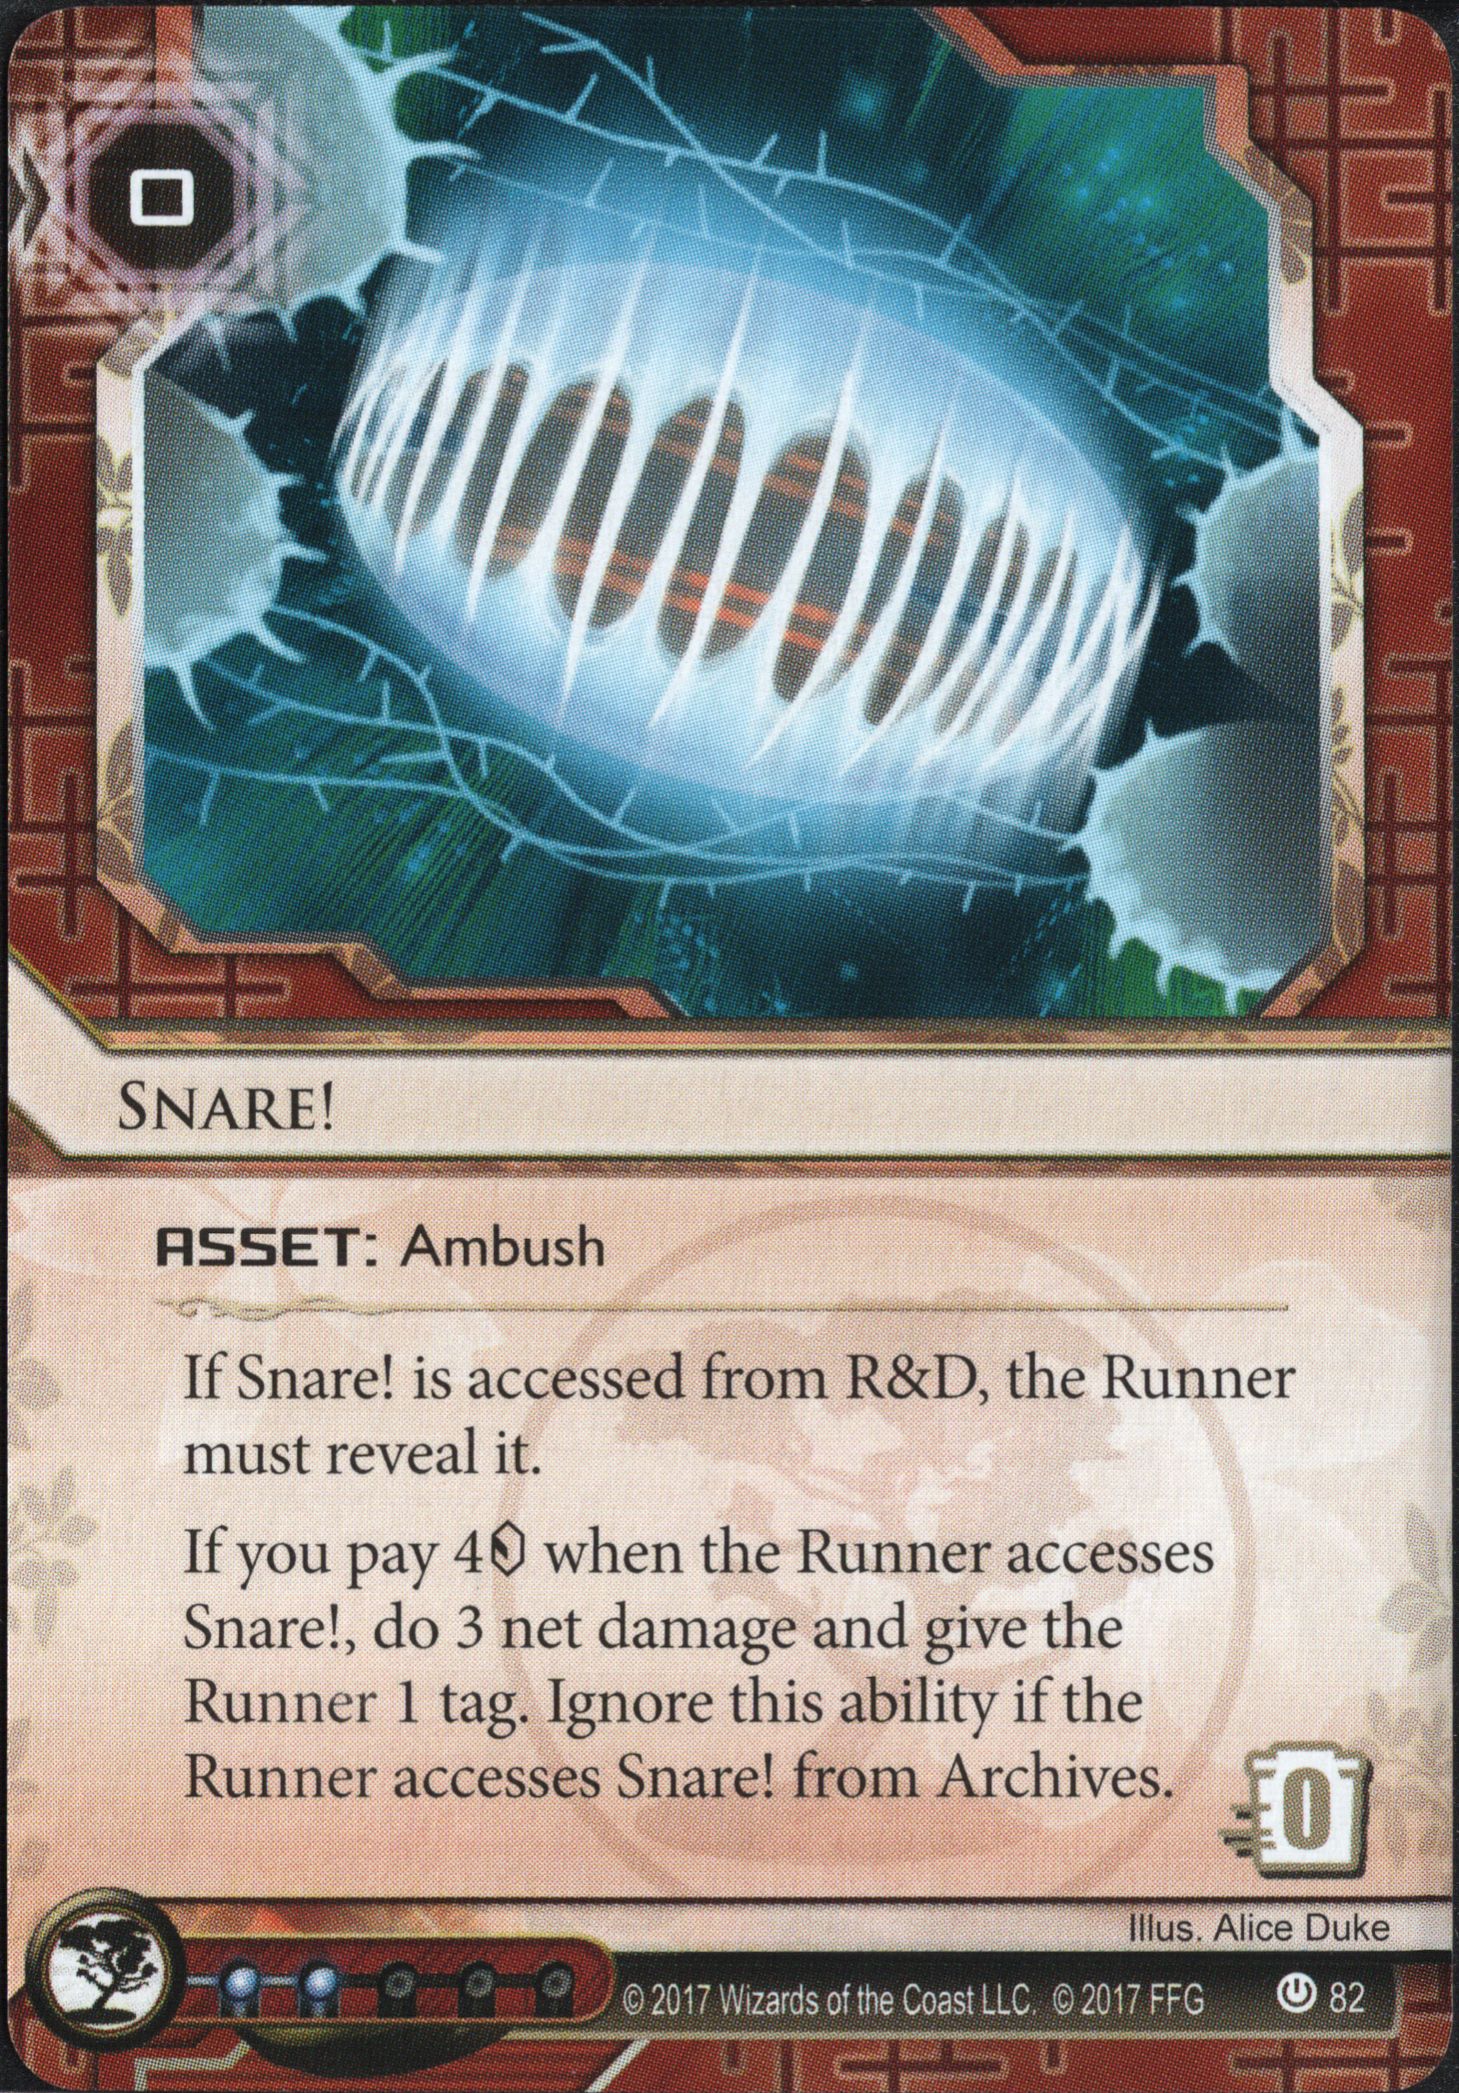 SNARE!
ASSET: Ambush
If Snare! is accessed from R&D, the Runner
must reveal it.
If you pay 4 when the Runner accesses
Snare!, do 3 net damage and give the
Runner 1 tag. Ignore this ability if the
Runner accesses Snare! from Archives.
0
Illus. Alice Duke
© 2017 Wizards of the Coast LLC. © 2017 FFG
82